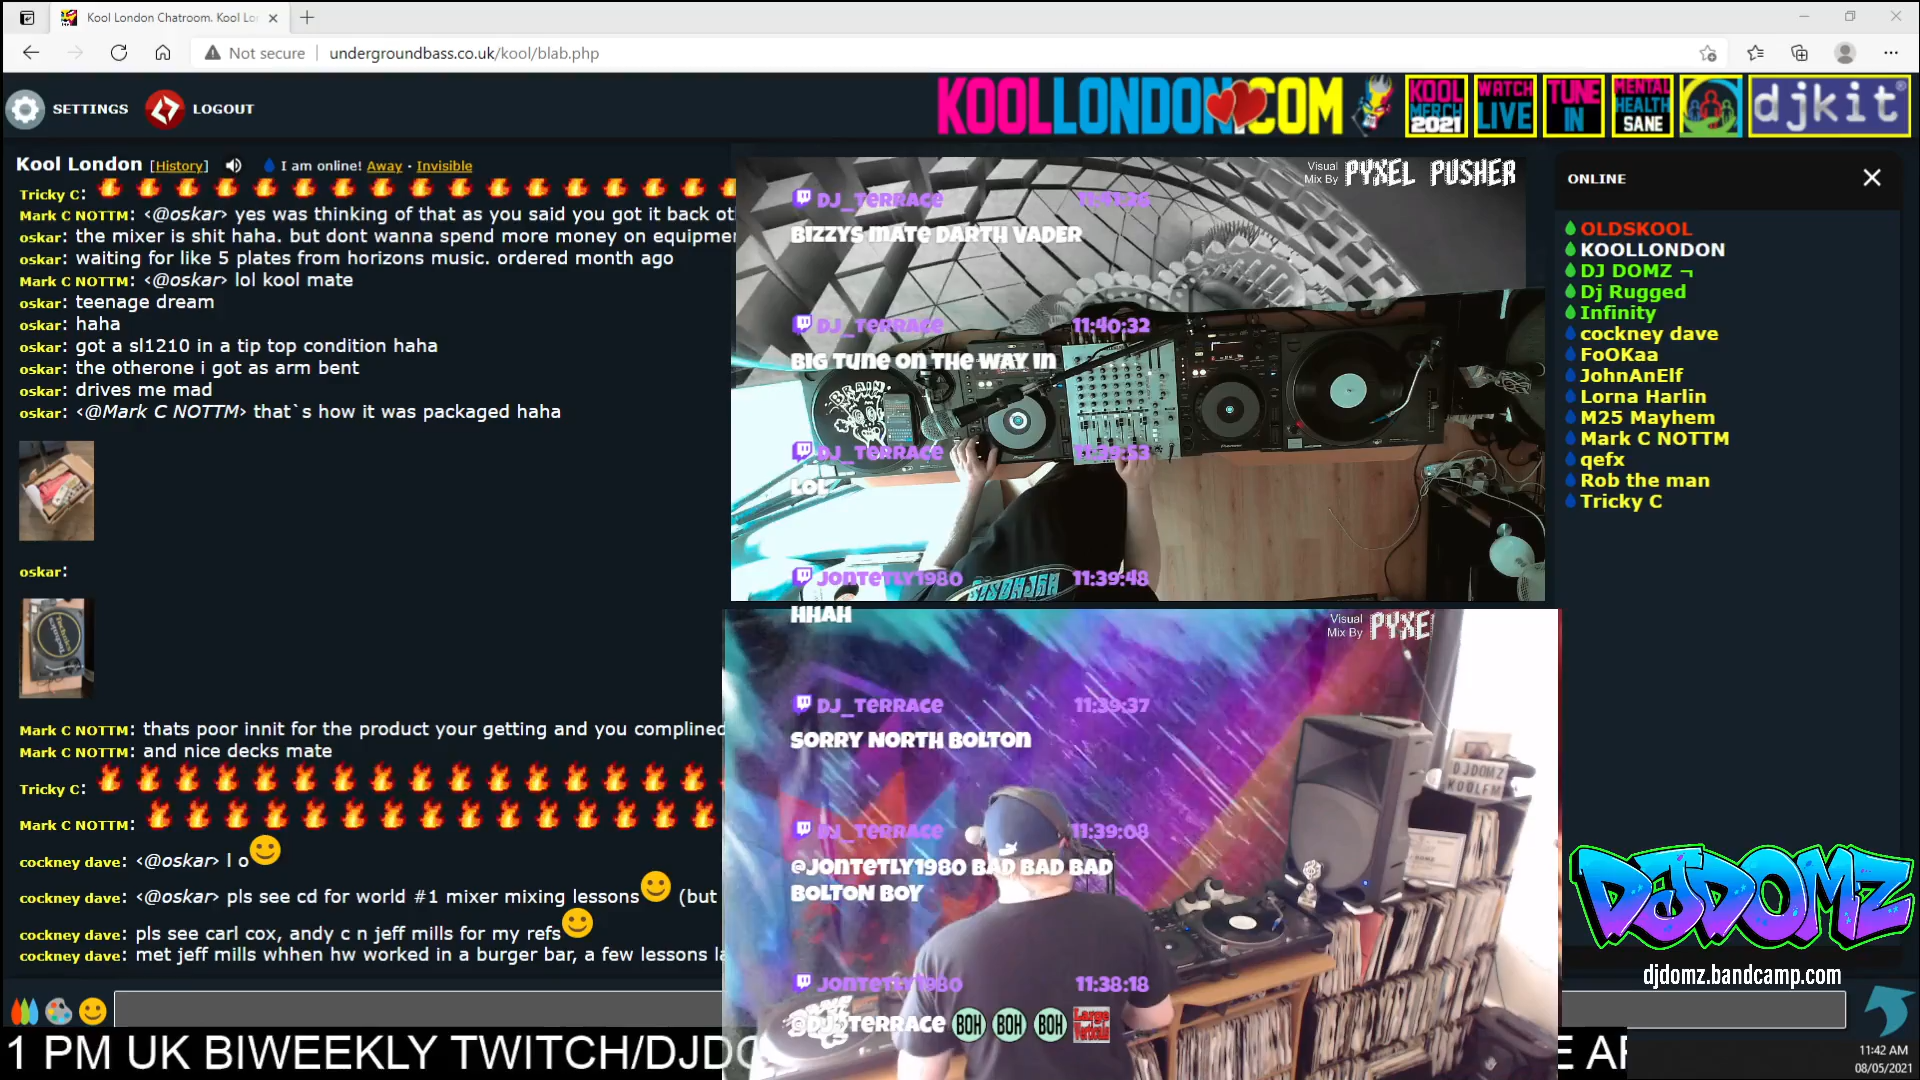 Kool London Chatroom. Kool Lo
Not secure
undergroundbass.co.uk/kool/blab.php
SETTINGS
LOGOUT
KOOLLONDON.COM
KOOL MERCH 2021
WATCH LIVE
TUNE IN
MENTAL HEALTH SANE
djkit
Kool London [History] I am online! Away · Invisible
Tricky C:
Mark C NOTTM: <@oskar> yes was thinking of that as you said you got it back ot
oskar: the mixer is shit haha. but dont wanna spend more money on equipmer
oskar: waiting for like 5 plates from horizons music. ordered month ago
Mark C NOTTM: <@oskar> lol kool mate
oskar: teenage dream
oskar: haha
oskar: got a sl1210 in a tip top condition haha
oskar: the otherone i got as arm bent
oskar: drives me mad
oskar: <@Mark C NOTTM> that`s how it was packaged haha
oskar:
Mark C NOTTM: thats poor innit for the product your getting and you complined
Mark C NOTTM: and nice decks mate
Tricky C:
Mark C NOTTM:
cockney dave: <@oskar> l o
cockney dave: <@oskar> pls see cd for world #1 mixer mixing lessons (but
cockney dave: pls see carl cox, andy c n jeff mills for my refs
cockney dave: met jeff mills whhen hw worked in a burger bar, a few lessons la
Visual Mix By PYXEL PUSHER
DJ_Terrace
BIZZYS MATE DARTH VADER
DJ_Terrace 11:40:32
BIG TUNE ON THE WAY IN
BRAIN
DJ_Terrace 11:39:53
LOL
Jontetly1980 11:39:48
HHAH
Visual Mix By PYXE
DJ_Terrace 11:39:37
SORRY NORTH BOLTON
DJ_Terrace 11:39:08
@JONTETLY1980 BAD BAD BAD
BOLTON BOY
DJDOMZ
KOOLFM
Jontetly1980 11:38:18
@DJ_TERRACE BOH BOH BOH
ONLINE
OLDSKOOL
KOOLLONDON
DJ DOMZ ¬
Dj Rugged
Infinity
cockney dave
FoOKaa
JohnAnElf
Lorna Harlin
M25 Mayhem
Mark C NOTTM
qefx
Rob the man
Tricky C
DJDOMZ
djdomz.bandcamp.com
1 PM UK BIWEEKLY TWITCH/DJDO
E AF
11:42 AM
08/05/2021